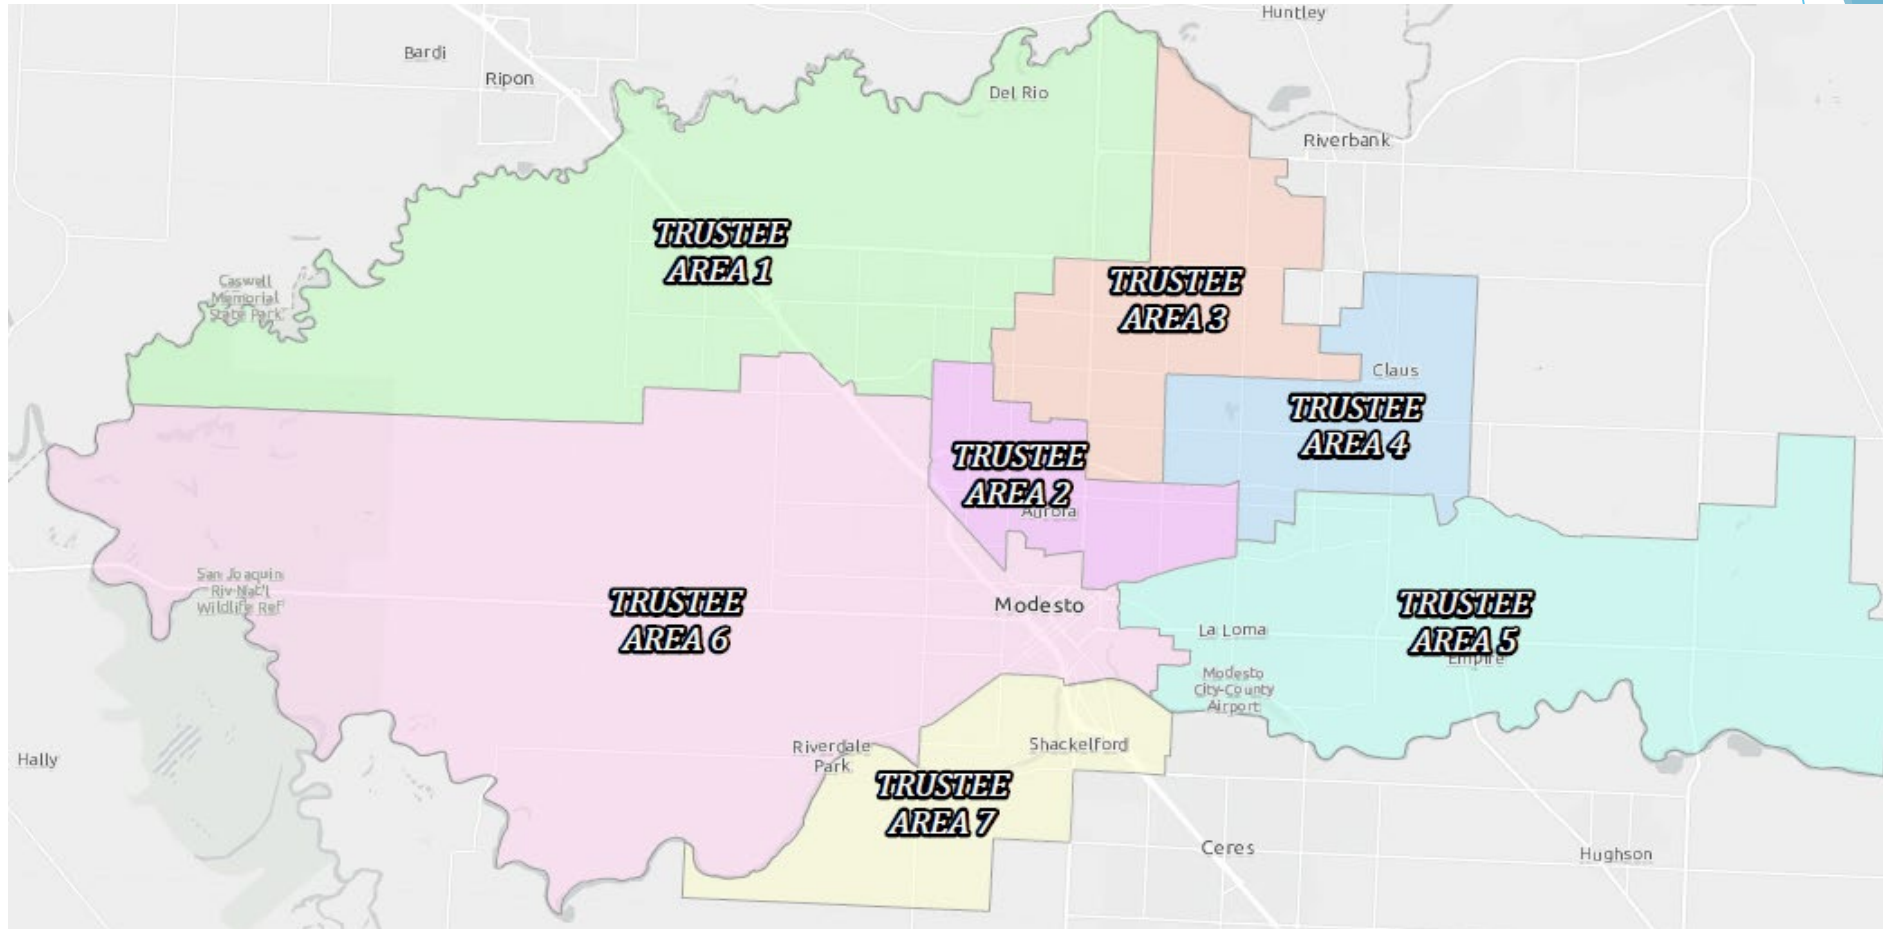 Huntley
Bardi
Ripon
Del Rio
Riverbank
TRUSTEE
AREA 1
Caswell
Memorial
State Park
TRUSTEE
AREA 3
Claus
TRUSTEE
AREA 4
TRUSTEE
AREA 2
Aurora
San Joaquin
Riv Nat'l
Wildlife Ref
TRUSTEE
AREA 6
Modesto
La Loma
TRUSTEE
AREA 5
Empire
Modesto
City-County
Airport
Hally
Riverdale
Park
Shackelford
TRUSTEE
AREA 7
Ceres
Hughson